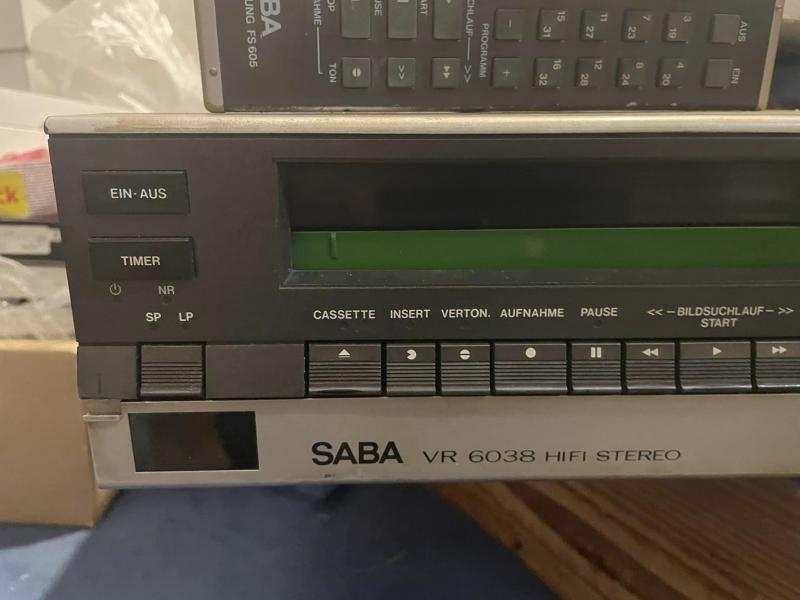 SABA
FS 605
AUS
EIN
PROGRAMM
TON
− 15 31 11 27 7 23 3 19
+ 16 32 12 28 8 24 4 20
>>
EIN·AUS
TIMER
NR
SP LP
CASSETTE INSERT VERTON. AUFNAHME PAUSE << – BILDSUCHLAUF – >>
START
SABA VR 6038 HIFI STEREO